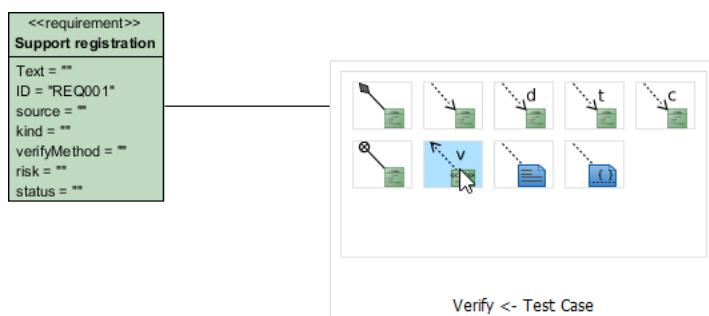 <<requirement>>
Support registration
Text = ""
ID = "REQ001"
source = ""
kind = ""
verifyMethod = ""
risk = ""
status = ""
d
t
c
v
{}
Verify <- Test Case